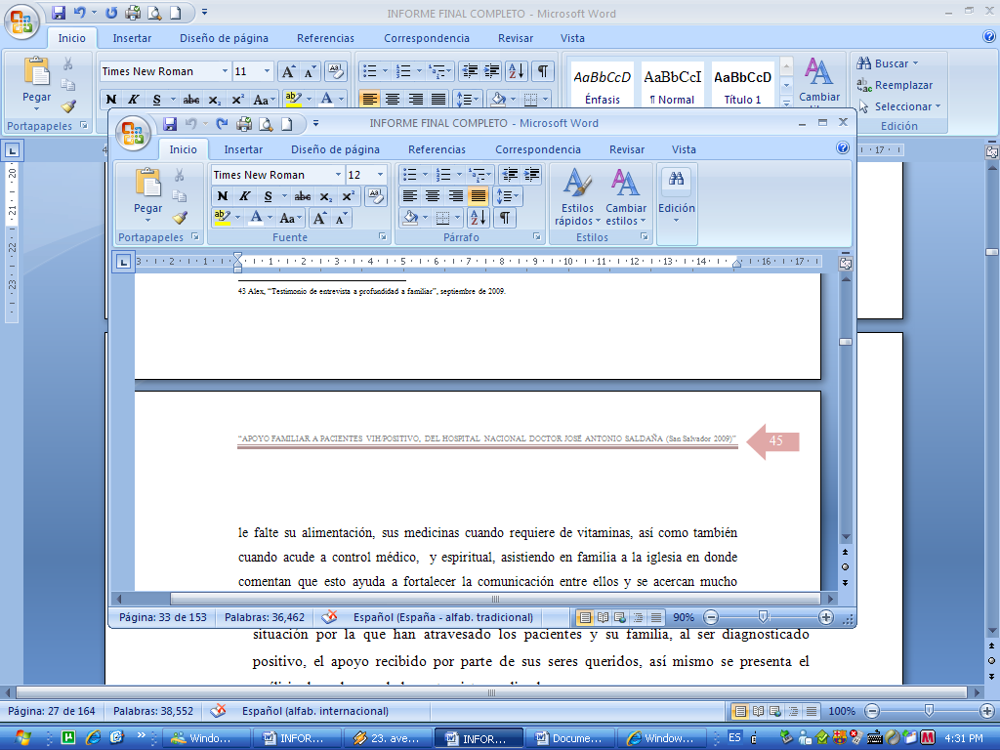 INFORME FINAL COMPLETO - Microsoft Word
Inicio Insertar Diseño de página Referencias Correspondencia Revisar Vista
Pegar
Times New Roman 11
N K S abc x₂ x² Aa ab A
AaBbCcD AaBbCcI AaBbCcD
Énfasis ¶ Normal Título 1
Cambiar
Buscar
Reemplazar
Seleccionar
Portapapeles
Edición
INFORME FINAL COMPLETO - Microsoft Word
Inicio Insertar Diseño de página Referencias Correspondencia Revisar Vista
Pegar
Times New Roman 12
N K S abc x₂ x² Aa
ab A Aa A A
Estilos rápidos
Cambiar estilos
Edición
Portapapeles Fuente Párrafo Estilos
3 2 1 1 2 3 4 5 6 7 8 9 10 11 12 13 14 16 17
43 Alex, “Testimonio de entrevista a profundidad a familiar”, septiembre de 2009.
“APOYO FAMILIAR A PACIENTES VIH POSITIVO, DEL HOSPITAL NACIONAL DOCTOR JOSÉ ANTONIO SALDAÑA (San Salvador 2009)”
45
le falte su alimentación, sus medicinas cuando requiere de vitaminas, así como también
cuando acude a control médico, y espiritual, asistiendo en familia a la iglesia en donde
comentan que esto ayuda a fortalecer la comunicación entre ellos y se acercan mucho
Página: 33 de 153 Palabras: 36,462 Español (España - alfab. tradicional) 90%
situación por la que han atravesado los pacientes y su familia, al ser diagnosticado
positivo, el apoyo recibido por parte de sus seres queridos, así mismo se presenta el
Página: 27 de 164 Palabras: 38,552 Español (alfab. internacional) 100%
Windo... INFOR... 23. ave... INFOR... Docume... Window... ES 4:31 PM